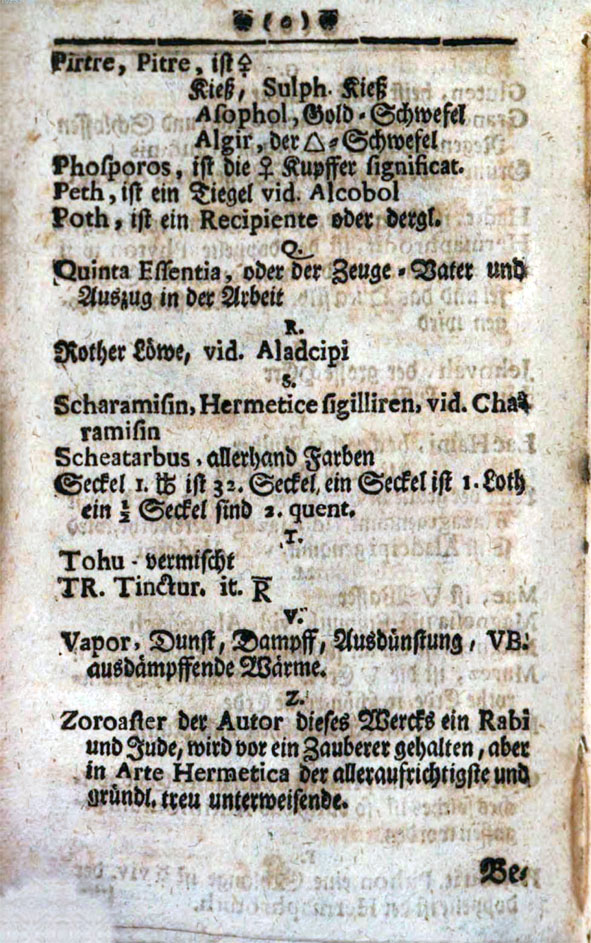 (o)
Pirtre, Pitre, ist 🜍
Kieß, Sulph. Kieß
Asophol, Gold-Schwefel
Algir, der △-Schwefel
Phosporos, ist die ♀ Kupffer significat.
Peth, ist ein Tiegel vid. Alcobol
Poth, ist ein Recipiente oder dergl.
Q.
Quinta Essentia, oder der Zeuge-Vater und
Auszug in der Arbeit
R.
Rother Löwe, vid. Aladcipi
S.
Scharamisin, Hermetice sigilliren, vid. Cha-
ramisin
Scheatarbus, allerhand Farben
Seckel 1. ℔ ist 32. Seckel, ein Seckel ist 1. Loth
ein ½ Seckel sind 2. quent.
T.
Tohu - vermischt
TR. Tinctur. it. R̅
V.
Vapor, Dunst, Dampff, Ausdünstung, VB.
ausdämpffende Wärme.
Z.
Zoroaster der Autor dieses Wercks ein Rabi
und Jude, wird vor ein Zauberer gehalten, aber
in Arte Hermetica der alleraufrichtigste und
gründl. treu unterweisende.
Be-